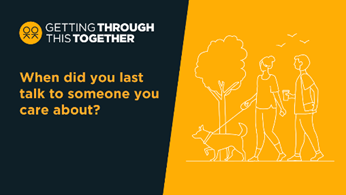 GETTING THROUGH
THIS TOGETHER
When did you last
talk to someone you
care about?